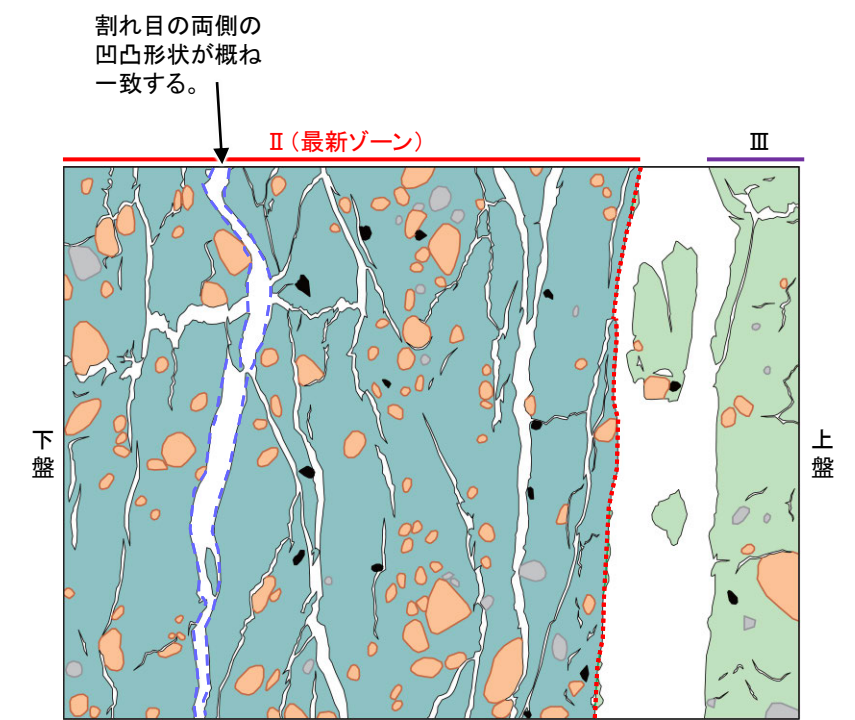 割れ目の両側の
凹凸形状が概ね
一致する。
Ⅱ（最新ゾーン）
Ⅲ
下盤
上盤